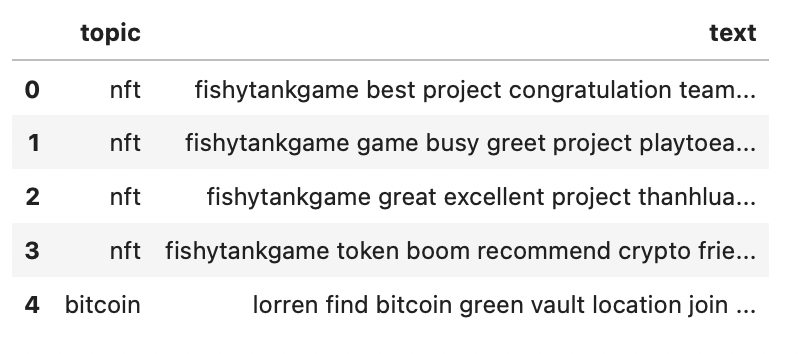 topic text
0 nft fishytankgame best project congratulation team...
1 nft fishytankgame game busy greet project playtoea...
2 nft fishytankgame great excellent project thanhlua...
3 nft fishytankgame token boom recommend crypto frie...
4 bitcoin lorren find bitcoin green vault location join ...